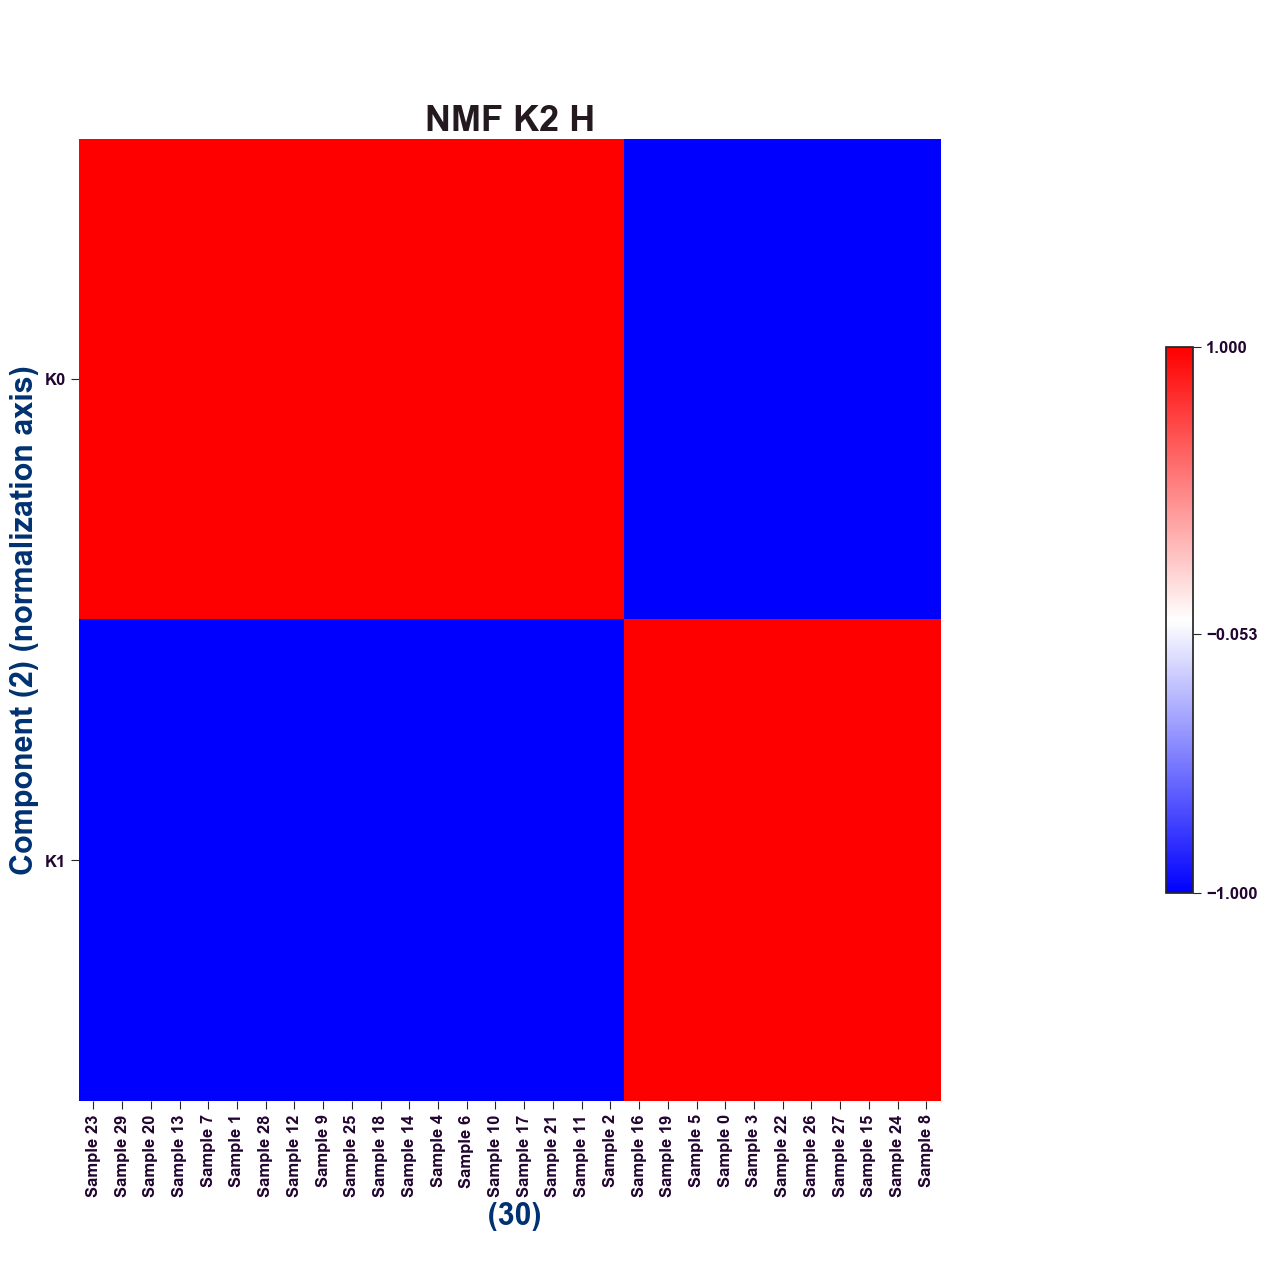 NMF K2 H
Component (2) (normalization axis)
K0
K1
1.000
−0.053
−1.000
Sample 23
Sample 29
Sample 20
Sample 13
Sample 7
Sample 1
Sample 28
Sample 12
Sample 9
Sample 25
Sample 18
Sample 14
Sample 4
Sample 6
Sample 10
Sample 17
Sample 21
Sample 11
Sample 2
Sample 16
Sample 19
Sample 5
Sample 0
Sample 3
Sample 22
Sample 26
Sample 27
Sample 15
Sample 24
Sample 8
(30)